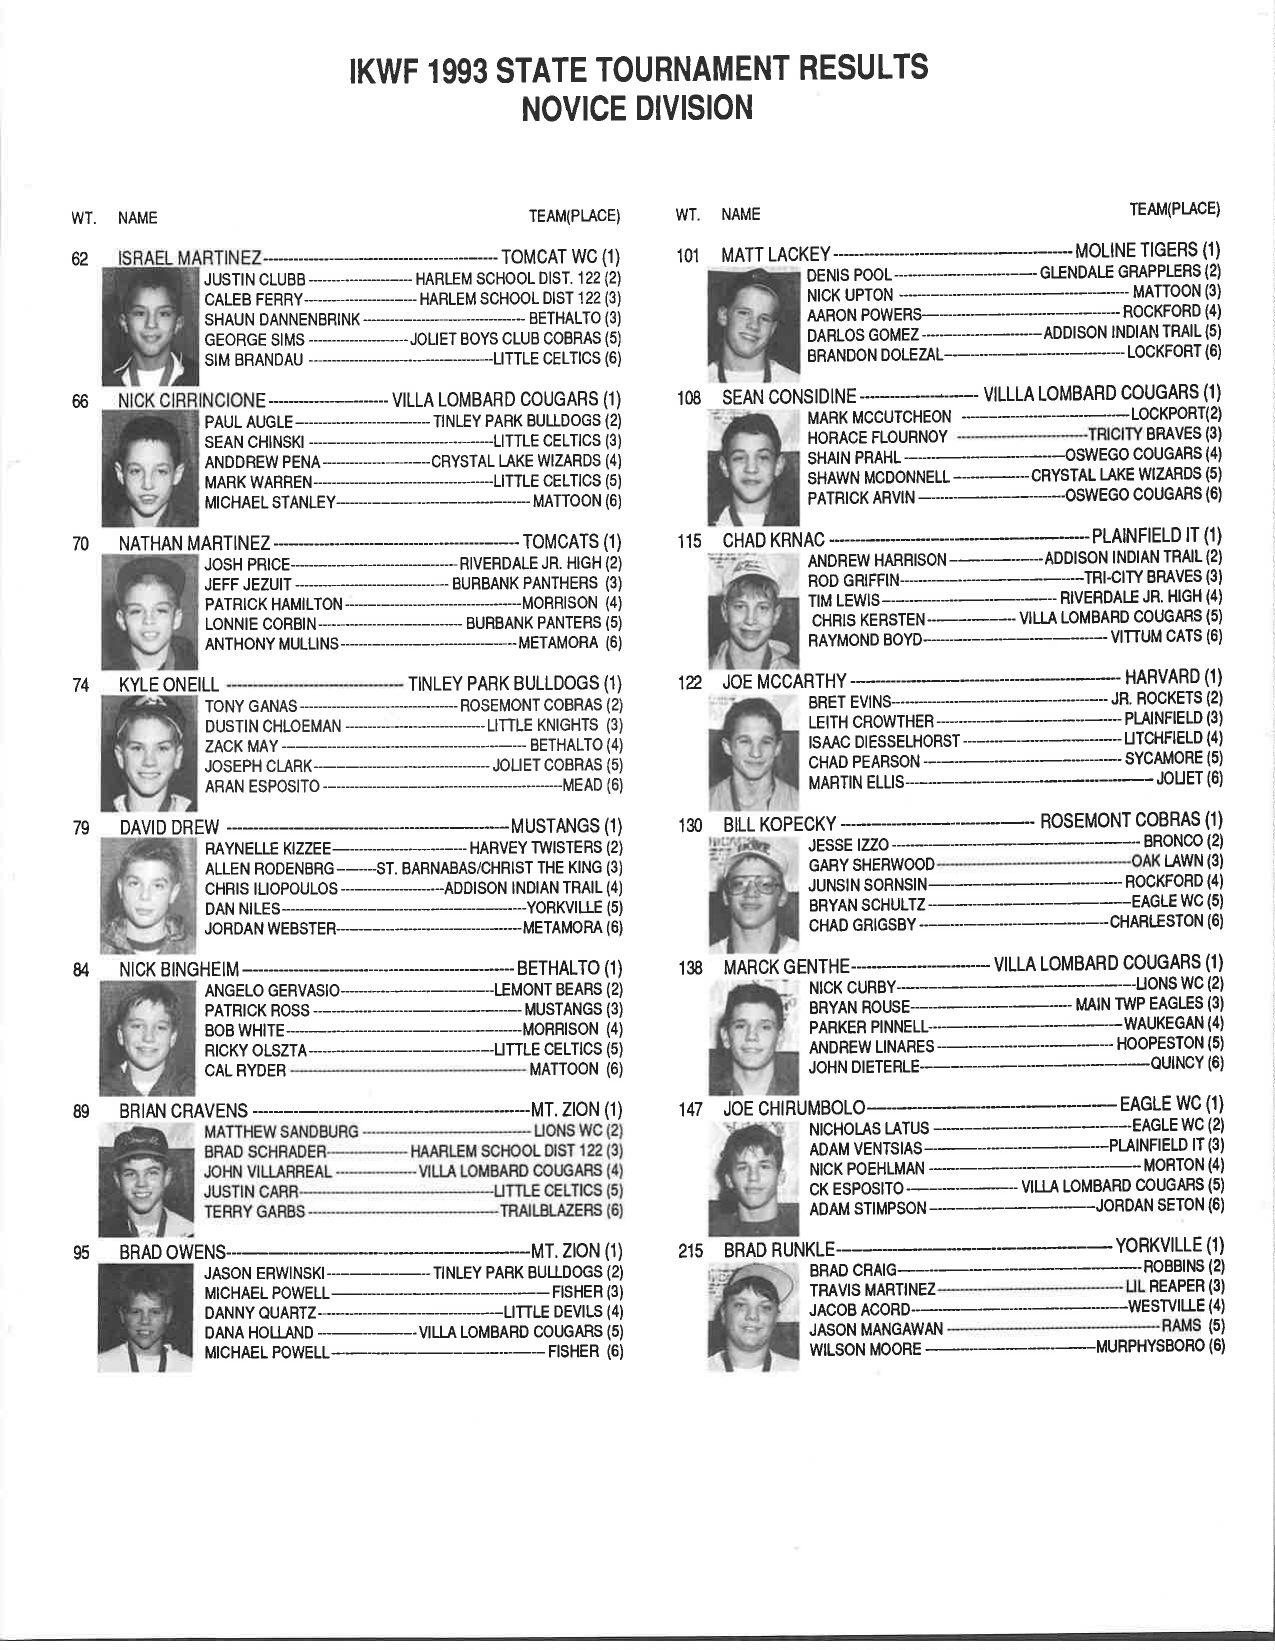 IKWF 1993 STATE TOURNAMENT RESULTS
NOVICE DIVISION
WT. NAME TEAM(PLACE)
62 ISRAEL MARTINEZ TOMCAT WC (1)
JUSTIN CLUBB HARLEM SCHOOL DIST. 122 (2)
CALEB FERRY HARLEM SCHOOL DIST 122 (3)
SHAUN DANNENBRINK BETHALTO (3)
GEORGE SIMS JOLIET BOYS CLUB COBRAS (5)
SIM BRANDAU LITTLE CELTICS (6)
66 NICK CIRRINCIONE VILLA LOMBARD COUGARS (1)
PAUL AUGLE TINLEY PARK BULLDOGS (2)
SEAN CHINSKI LITTLE CELTICS (3)
ANDDREW PENA CRYSTAL LAKE WIZARDS (4)
MARK WARREN LITTLE CELTICS (5)
MICHAEL STANLEY MATTOON (6)
70 NATHAN MARTINEZ TOMCATS (1)
JOSH PRICE RIVERDALE JR. HIGH (2)
JEFF JEZUIT BURBANK PANTHERS (3)
PATRICK HAMILTON MORRISON (4)
LONNIE CORBIN BURBANK PANTERS (5)
ANTHONY MULLINS METAMORA (6)
74 KYLE ONEILL TINLEY PARK BULLDOGS (1)
TONY GANAS ROSEMONT COBRAS (2)
DUSTIN CHLOEMAN LITTLE KNIGHTS (3)
ZACK MAY BETHALTO (4)
JOSEPH CLARK JOLIET COBRAS (5)
ARAN ESPOSITO MEAD (6)
79 DAVID DREW MUSTANGS (1)
RAYNELLE KIZZEE HARVEY TWISTERS (2)
ALLEN RODENBRG ST. BARNABAS/CHRIST THE KING (3)
CHRIS ILIOPOULOS ADDISON INDIAN TRAIL (4)
DAN NILES YORKVILLE (5)
JORDAN WEBSTER METAMORA (6)
84 NICK BINGHEIM BETHALTO (1)
ANGELO GERVASIO LEMONT BEARS (2)
PATRICK ROSS MUSTANGS (3)
BOB WHITE MORRISON (4)
RICKY OLSZTA LITTLE CELTICS (5)
CAL RYDER MATTOON (6)
89 BRIAN CRAVENS MT. ZION (1)
MATTHEW SANDBURG LIONS WC (2)
BRAD SCHRADER HAARLEM SCHOOL DIST 122 (3)
JOHN VILLARREAL VILLA LOMBARD COUGARS (4)
JUSTIN CARR LITTLE CELTICS (5)
TERRY GARBS TRAILBLAZERS (6)
95 BRAD OWENS MT. ZION (1)
JASON ERWINSKI TINLEY PARK BULLDOGS (2)
MICHAEL POWELL FISHER (3)
DANNY QUARTZ LITTLE DEVILS (4)
DANA HOLLAND VILLA LOMBARD COUGARS (5)
MICHAEL POWELL FISHER (6)
WT. NAME TEAM(PLACE)
101 MATT LACKEY MOLINE TIGERS (1)
DENIS POOL GLENDALE GRAPPLERS (2)
NICK UPTON MATTOON (3)
AARON POWERS ROCKFORD (4)
DARLOS GOMEZ ADDISON INDIAN TRAIL (5)
BRANDON DOLEZAL LOCKFORT (6)
108 SEAN CONSIDINE VILLLA LOMBARD COUGARS (1)
MARK MCCUTCHEON LOCKPORT(2)
HORACE FLOURNOY TRICITY BRAVES (3)
SHAIN PRAHL OSWEGO COUGARS (4)
SHAWN MCDONNELL CRYSTAL LAKE WIZARDS (5)
PATRICK ARVIN OSWEGO COUGARS (6)
115 CHAD KRNAC PLAINFIELD IT (1)
ANDREW HARRISON ADDISON INDIAN TRAIL (2)
ROD GRIFFIN TRI-CITY BRAVES (3)
TIM LEWIS RIVERDALE JR. HIGH (4)
CHRIS KERSTEN VILLA LOMBARD COUGARS (5)
RAYMOND BOYD VITTUM CATS (6)
122 JOE MCCARTHY HARVARD (1)
BRET EVINS JR. ROCKETS (2)
LEITH CROWTHER PLAINFIELD (3)
ISAAC DIESSELHORST LITCHFIELD (4)
CHAD PEARSON SYCAMORE (5)
MARTIN ELLIS JOLIET (6)
130 BILL KOPECKY ROSEMONT COBRAS (1)
JESSE IZZO BRONCO (2)
GARY SHERWOOD OAK LAWN (3)
JUNSIN SORNSIN ROCKFORD (4)
BRYAN SCHULTZ EAGLE WC (5)
CHAD GRIGSBY CHARLESTON (6)
138 MARCK GENTHE VILLA LOMBARD COUGARS (1)
NICK CURBY LIONS WC (2)
BRYAN ROUSE MAIN TWP EAGLES (3)
PARKER PINNELL WAUKEGAN (4)
ANDREW LINARES HOOPESTON (5)
JOHN DIETERLE QUINCY (6)
147 JOE CHIRUMBOLO EAGLE WC (1)
NICHOLAS LATUS EAGLE WC (2)
ADAM VENTSIAS PLAINFIELD IT (3)
NICK POEHLMAN MORTON (4)
CK ESPOSITO VILLA LOMBARD COUGARS (5)
ADAM STIMPSON JORDAN SETON (6)
215 BRAD RUNKLE YORKVILLE (1)
BRAD CRAIG ROBBINS (2)
TRAVIS MARTINEZ LIL REAPER (3)
JACOB ACORD WESTVILLE (4)
JASON MANGAWAN RAMS (5)
WILSON MOORE MURPHYSBORO (6)